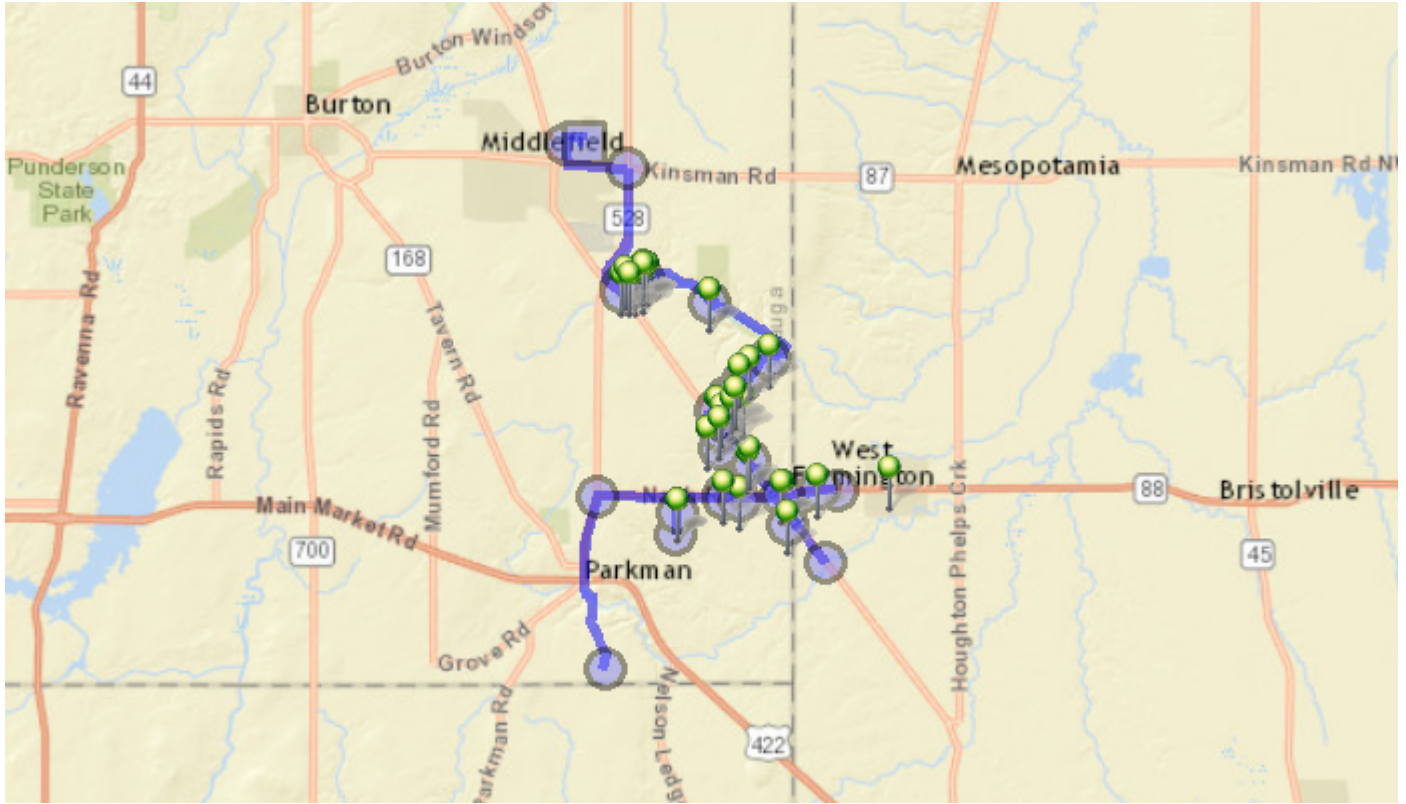 Burton Windsor
44
Burton
Middlefield
Punderson
State
Park
Kinsman Rd
87
Mesopotamia
Kinsman Rd
528
168
Ravenna Rd
Tavern Rd
Rapids Rd
Mumford Rd
West
Farmington
88
Bristolville
Main Market Rd
700
45
Parkman
Houghton Phelps Crk
Grove Rd
Parkman Rd
Nelson
422